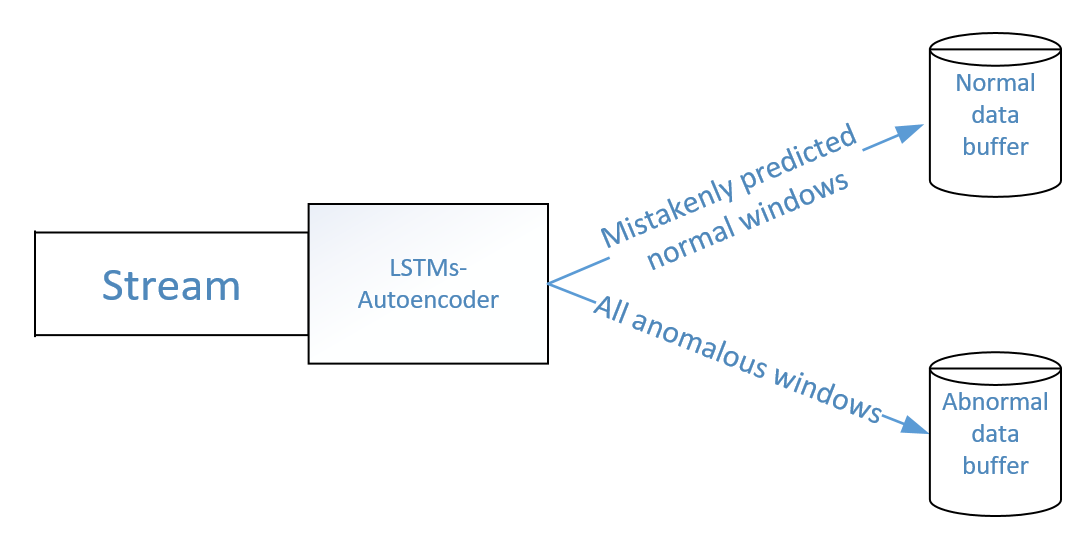 Stream
LSTMs-
Autoencoder
Mistakenly predicted
normal windows
All anomalous windows
Normal
data
buffer
Abnormal
data
buffer